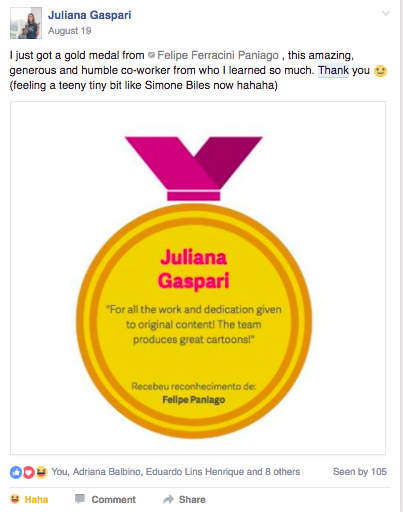 Juliana Gaspari
August 19
I just got a gold medal from Felipe Ferracini Paniago , this amazing,
generous and humble co-worker from who I learned so much. Thank you 😉
(feeling a teeny tiny bit like Simone Biles now hahaha)
Juliana
Gaspari
"For all the work and dedication given
to original content! The team
produces great cartoons!"
Recebeu reconhecimento de:
Felipe Paniago
You, Adriana Balbino, Eduardo Lins Henrique and 8 others Seen by 105
Haha Comment Share